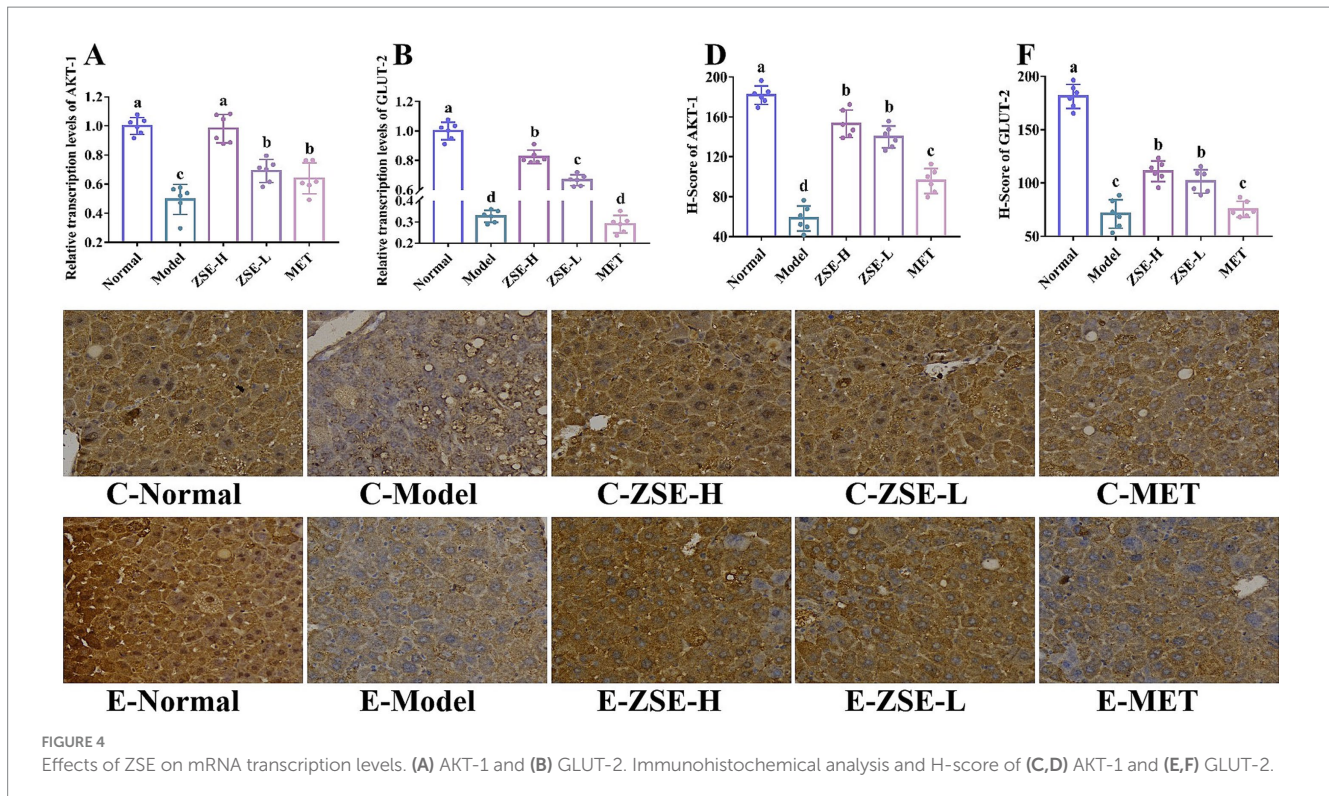 A
Relative transcription levels of AKT-1
1.2
1.0
0.8
0.6
0.4
0.2
a
c
a
b
b
Normal
Model
ZSE-H
ZSE-L
MET
B
Relative transcription levels of GLUT-2
1.2
1.0
0.8
0.6
0.4
0.3
0.2
a
d
b
c
d
Normal
Model
ZSE-H
ZSE-L
MET
D
H-Score of AKT-1
200
160
120
80
40
a
d
b
b
c
Normal
Model
ZSE-H
ZSE-L
MET
F
H-Score of GLUT-2
200
150
100
50
a
c
b
b
c
Normal
Model
ZSE-H
ZSE-L
MET
C-Normal
C-Model
C-ZSE-H
C-ZSE-L
C-MET
E-Normal
E-Model
E-ZSE-H
E-ZSE-L
E-MET
FIGURE 4
Effects of ZSE on mRNA transcription levels. (A) AKT-1 and (B) GLUT-2. Immunohistochemical analysis and H-score of (C,D) AKT-1 and (E,F) GLUT-2.